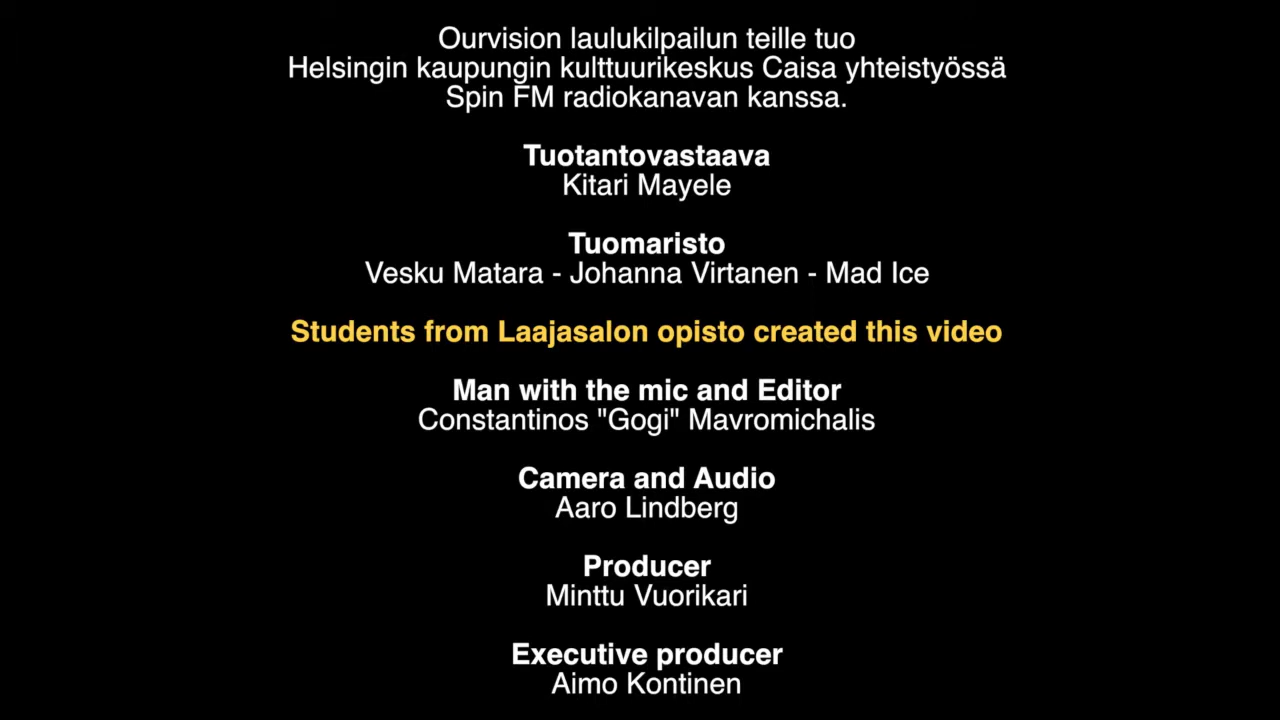 Ourvision laulukilpailun teille tuo
Helsingin kaupungin kulttuurikeskus Caisa yhteistyössä
Spin FM radiokanavan kanssa.
Tuotantovastaava
Kitari Mayele
Tuomaristo
Vesku Matara - Johanna Virtanen - Mad Ice
Students from Laajasalon opisto created this video
Man with the mic and Editor
Constantinos "Gogi" Mavromichalis
Camera and Audio
Aaro Lindberg
Producer
Minttu Vuorikari
Executive producer
Aimo Kontinen